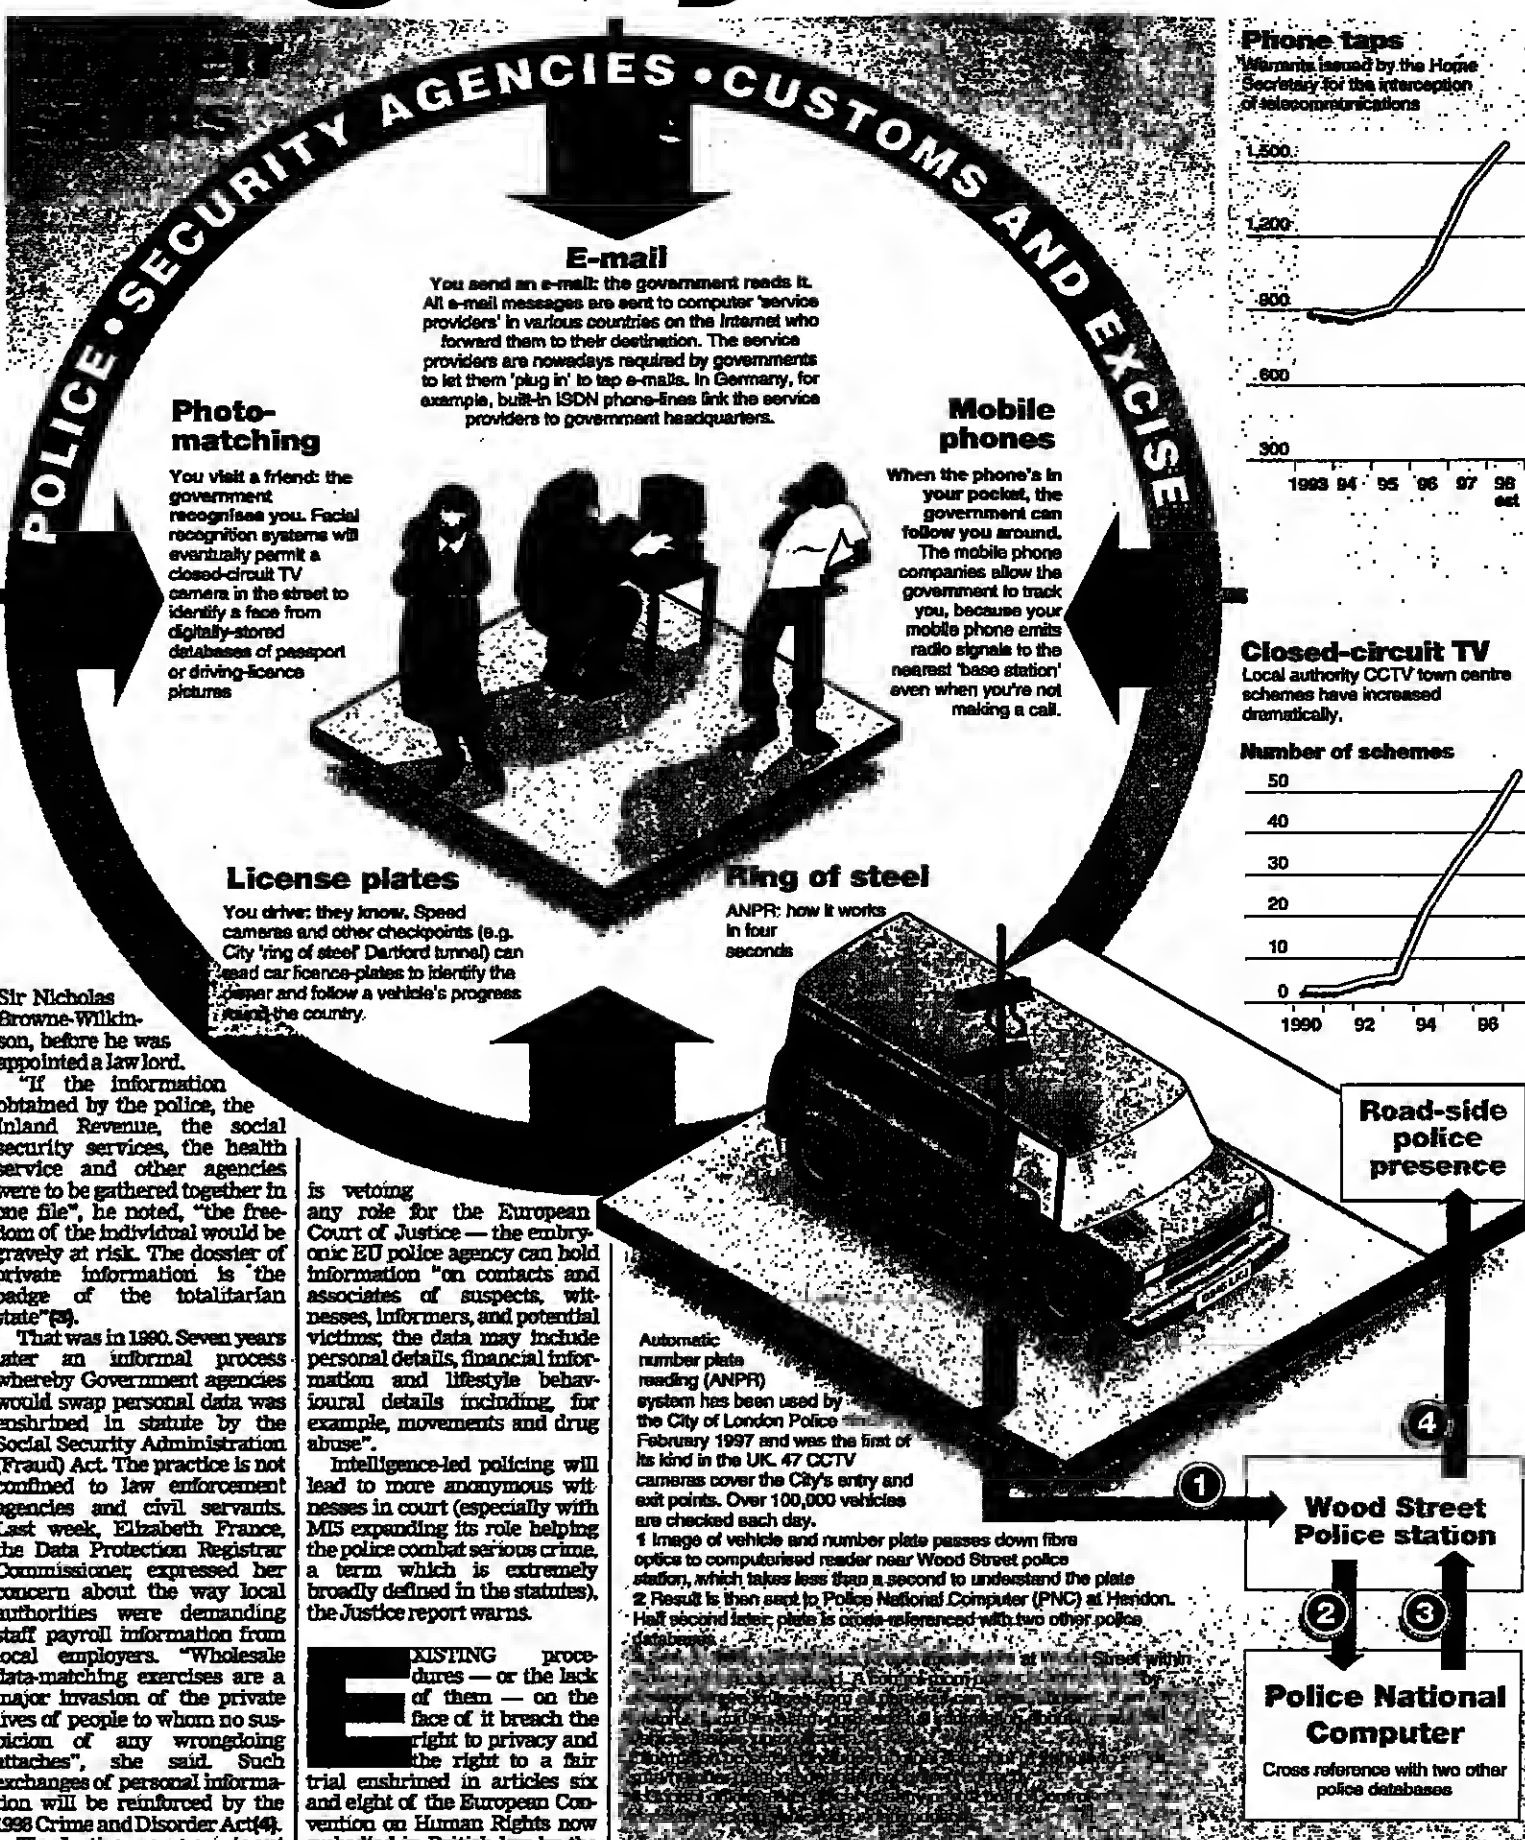 POLICE • SECURITY AGENCIES • CUSTOMS AND EXCISE
E-mail
You send an e-mail: the government reads it.
All e-mail messages are sent to computer 'service
providers' in various countries on the Internet who
forward them to their destination. The service
providers are nowadays required by governments
to let them 'plug in' to tap e-mails. In Germany, for
example, built-in ISDN phone-lines link the service
providers to government headquarters.
Photo-
matching
You visit a friend: the
government
recognises you. Facial
recognition systems will
eventually permit a
closed-circuit TV
camera in the street to
identify a face from
digitally-stored
databases of passport
or driving-licence
pictures
Mobile
phones
When the phone's in
your pocket, the
government can
follow you around.
The mobile phone
companies allow the
government to track
you, because your
mobile phone emits
radio signals to the
nearest 'base station'
even when you're not
making a call.
License plates
You drive: they know. Speed
cameras and other checkpoints (e.g.
City 'ring of steel' Dartford tunnel) can
read car licence-plates to identify the
owner and follow a vehicle's progress
round the country.
Ring of steel
ANPR: how it works
in four
seconds
Phone taps
Warrants issued by the Home
Secretary for the interception
of telecommunications
1,500
1,200
900
600
300
1993 94 95 96 97 98
est
Closed-circuit TV
Local authority CCTV town centre
schemes have increased
dramatically.
Number of schemes
50
40
30
20
10
0
1990 92 94 96
Sir Nicholas
Browne-Wilkin-
son, before he was
appointed a law lord.
"If the information
obtained by the police, the
Inland Revenue, the social
security services, the health
service and other agencies
were to be gathered together in
one file", he noted, "the free-
dom of the individual would be
gravely at risk. The dossier of
private information is the
badge of the totalitarian
state"[3].
That was in 1990. Seven years
later an informal process
whereby Government agencies
would swap personal data was
enshrined in statute by the
Social Security Administration
(Fraud) Act. The practice is not
confined to law enforcement
agencies and civil servants.
Last week, Elizabeth France,
the Data Protection Registrar
Commissioner, expressed her
concern about the way local
authorities were demanding
staff payroll information from
local employers. "Wholesale
data-matching exercises are a
major invasion of the private
lives of people to whom no sus-
picion of any wrongdoing
attaches", she said. Such
exchanges of personal informa-
tion will be reinforced by the
1998 Crime and Disorder Act[4].
is vetoing
any role for the European
Court of Justice — the embry-
onic EU police agency can hold
information "on contacts and
associates of suspects, wit-
nesses, informers, and potential
victims; the data may include
personal details, financial infor-
mation and lifestyle behav-
ioural details including, for
example, movements and drug
abuse".
Intelligence-led policing will
lead to more anonymous wit-
nesses in court (especially with
MI5 expanding its role helping
the police combat serious crime,
a term which is extremely
broadly defined in the statutes),
the Justice report warns.
EXISTING proce-
dures — or the lack
of them — on the
face of it breach the
right to privacy and
the right to a fair
trial enshrined in articles six
and eight of the European Con-
vention on Human Rights now
Automatic
number plate
reading (ANPR)
system has been used by
the City of London Police
February 1997 and was the first of
its kind in the UK. 47 CCTV
cameras cover the City's entry and
exit points. Over 100,000 vehicles
are checked each day.
1 Image of vehicle and number plate passes down fibre
optics to computerised reader near Wood Street police
station, which takes less than a second to understand the plate
2 Result is then sent to Police National Computer (PNC) at Hendon.
Half second later, plate is cross-referenced with two other police
databases
at Wood Street within
Road-side
police
presence
4
1
Wood Street
Police station
2
3
Police National
Computer
Cross reference with two other
police databases